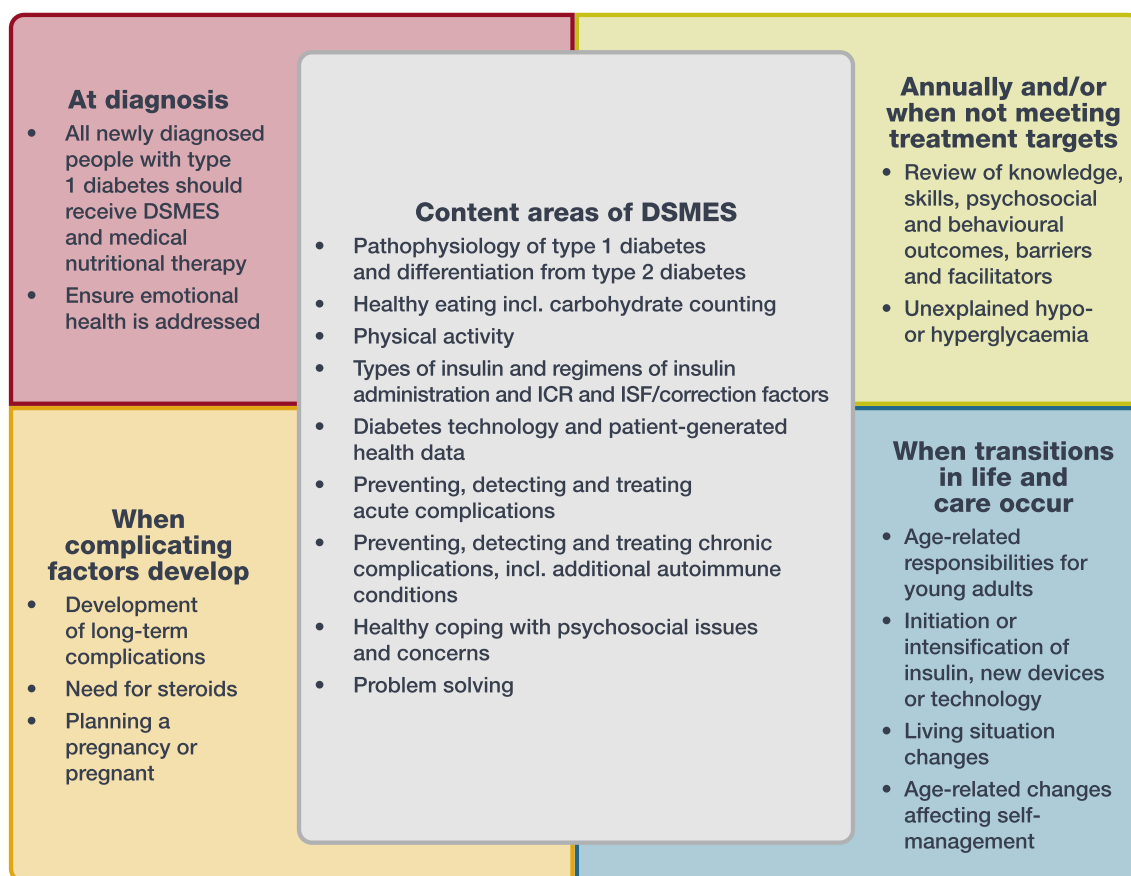 At diagnosis
• All newly diagnosed
people with type
1 diabetes should
receive DSMES
and medical
nutritional therapy
• Ensure emotional
health is addressed
Content areas of DSMES
• Pathophysiology of type 1 diabetes
and differentiation from type 2 diabetes
• Healthy eating incl. carbohydrate counting
• Physical activity
• Types of insulin and regimens of insulin
administration and ICR and ISF/correction factors
• Diabetes technology and patient-generated
health data
• Preventing, detecting and treating
acute complications
• Preventing, detecting and treating chronic
complications, incl. additional autoimmune
conditions
• Healthy coping with psychosocial issues
and concerns
• Problem solving
Annually and/or
when not meeting
treatment targets
• Review of knowledge,
skills, psychosocial
and behavioural
outcomes, barriers
and facilitators
• Unexplained hypo-
or hyperglycaemia
When
complicating
factors develop
• Development
of long-term
complications
• Need for steroids
• Planning a
pregnancy or
pregnant
When transitions
in life and
care occur
• Age-related
responsibilities for
young adults
• Initiation or
intensification of
insulin, new devices
or technology
• Living situation
changes
• Age-related changes
affecting self-
management